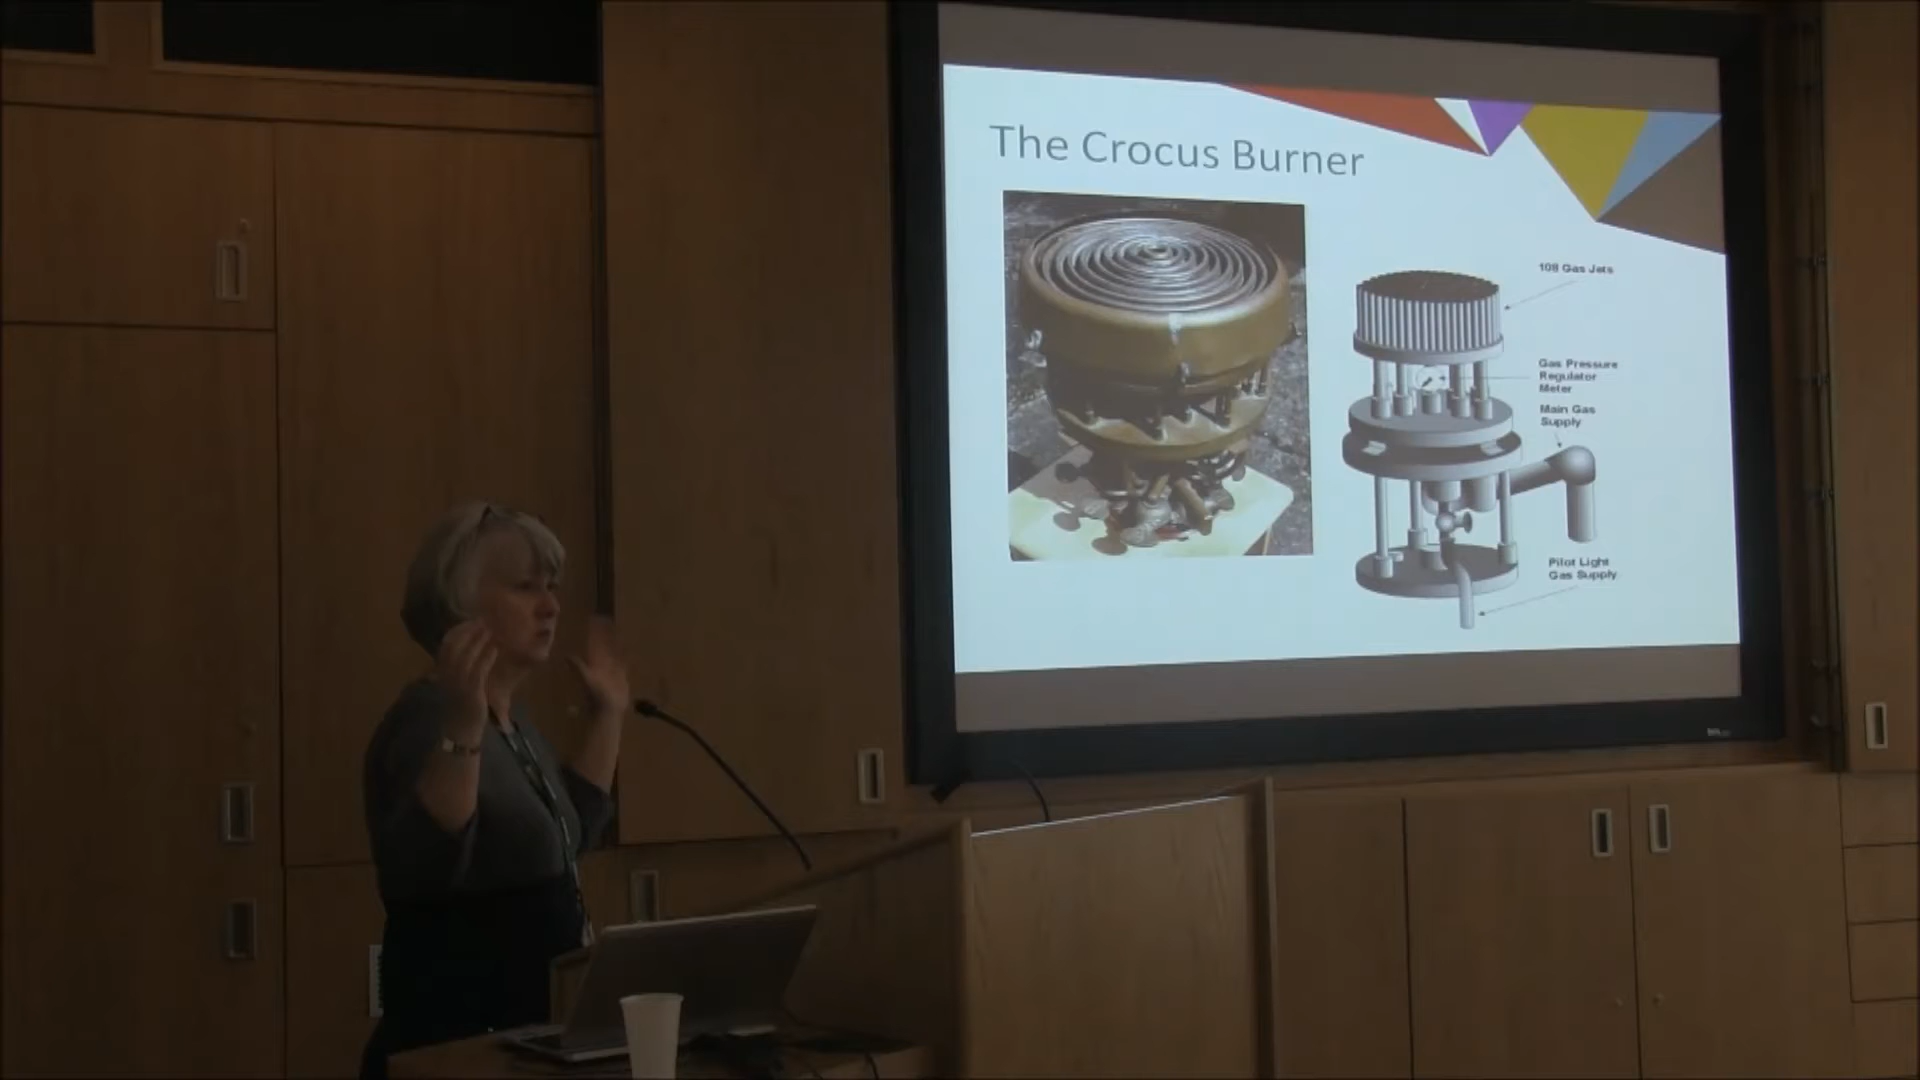 The Crocus Burner
108 Gas Jets
Gas Pressure
Regulator
Meter
Main Gas
Supply
Pilot Light
Gas Supply